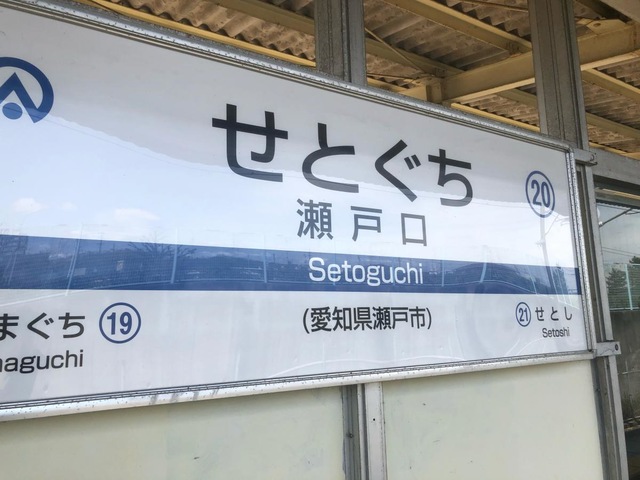 せとぐち
20
瀬戸口
Setoguchi
まぐち 19
aguchi
(愛知県瀬戸市)
21 せとし
Setoshi